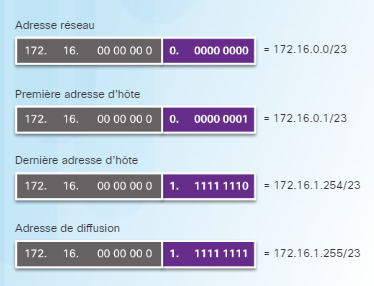 Adresse réseau
172. 16. 00 00 00 0 0. 0000 0000 = 172.16.0.0/23
Première adresse d'hôte
172. 16. 00 00 00 0 0. 0000 0001 = 172.16.0.1/23
Dernière adresse d'hôte
172. 16. 00 00 00 0 1. 1111 1110 = 172.16.1.254/23
Adresse de diffusion
172. 16. 00 00 00 0 1. 1111 1111 = 172.16.1.255/23